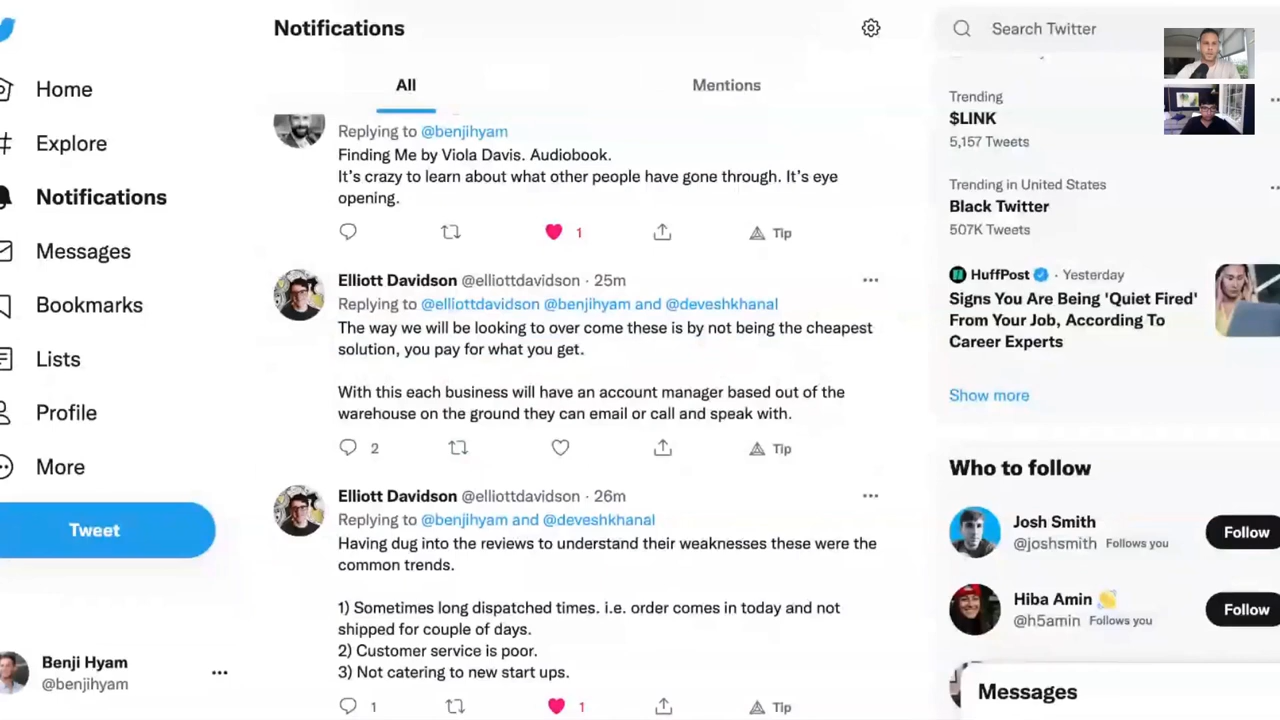 Home
Explore
Notifications
Messages
Bookmarks
Lists
Profile
More
Tweet
Benji Hyam
@benjihyam
Notifications
All
Mentions
Replying to @benjihyam
Finding Me by Viola Davis. Audiobook.
It's crazy to learn about what other people have gone through. It's eye
opening.
1
Tip
Elliott Davidson @elliottdavidson · 25m
Replying to @elliottdavidson @benjihyam and @deveshkhanal
The way we will be looking to over come these is by not being the cheapest
solution, you pay for what you get.
With this each business will have an account manager based out of the
warehouse on the ground they can email or call and speak with.
2
Tip
Elliott Davidson @elliottdavidson · 26m
Replying to @benjihyam and @deveshkhanal
Having dug into the reviews to understand their weaknesses these were the
common trends.
1) Sometimes long dispatched times. i.e. order comes in today and not
shipped for couple of days.
2) Customer service is poor.
3) Not catering to new start ups.
1
1
Tip
Search Twitter
Trending
$LINK
5,157 Tweets
Trending in United States
Black Twitter
507K Tweets
HuffPost · Yesterday
Signs You Are Being 'Quiet Fired'
From Your Job, According To
Career Experts
Show more
Who to follow
Josh Smith
@joshsmith Follows you
Follow
Hiba Amin
@h5amin Follows you
Follow
Messages